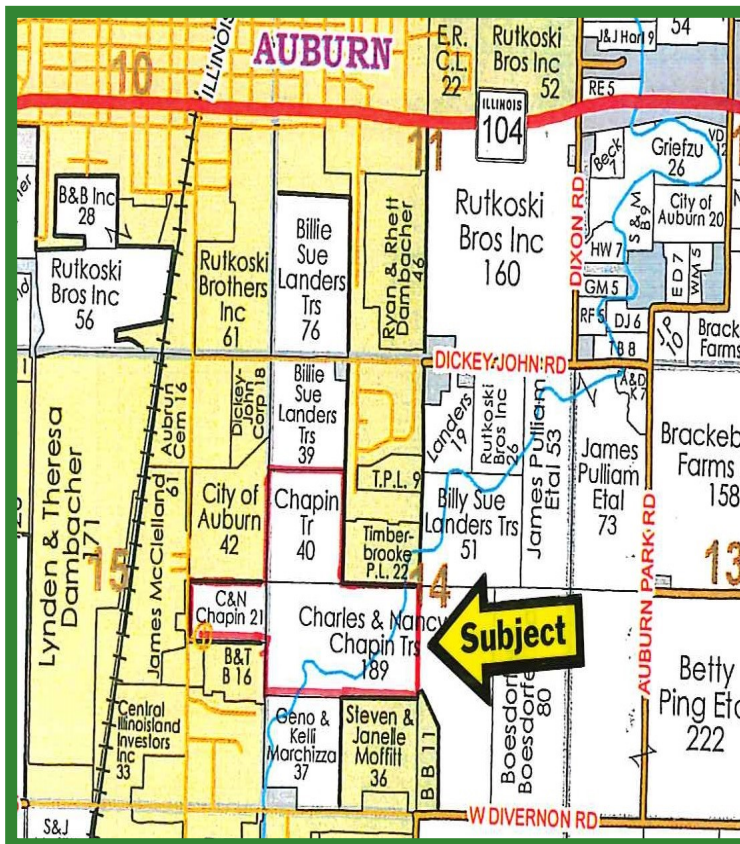 54
J&J Hari 9
10
ILLINOIS
AUBURN
E.R.
C.L.
22
Rutkoski
Bros Inc
52
RE 5
ILLINOIS
104
11
Beck
1
Griefzu
26
VD
12
B&B Inc
28
Rutkoski
Bros Inc
56
Rutkoski
Brothers
Inc
61
Billie
Sue
Landers
Trs
76
Ryan & Rhett
Dambacher
46
Rutkoski
Bros Inc
160
DIXON RD
S & M
B 9
City of
Auburn 20
HW 7
E D 7
WM 5
GM 5
RF 5
DJ 6
J P
10
Brack
Farms
T B 8
DICKEY JOHN RD
Aubrun
Cem 16
Dickey-
John
Corp 18
Billie
Sue
Landers
Trs
39
Landers
19
Rutkoski
Bros Inc
26
James Pulliam
Etal 53
A&D
K 7
James
Pulliam
Etal
73
Brackeb
Farms
158
Lynden & Theresa
Dambacher
171
15
James McClelland
61
City of
Auburn
42
Chapin
Tr
40
T.P.L. 9
Timber-
brooke
P.L. 22
Billy Sue
Landers Trs
51
14
AUBURN PARK RD
13
C&N
Chapin 21
Charles & Nancy
Chapin Trs
189
Subject
B&T
B 16
Boesdorf
Boesdorfe
80
Betty
Ping Eta
222
Central
Illinoisland
Investors
Inc
33
Geno &
Kelli
Marchizza
37
Steven &
Janelle
Moffitt
36
B B 11
W DIVERNON RD
S&J